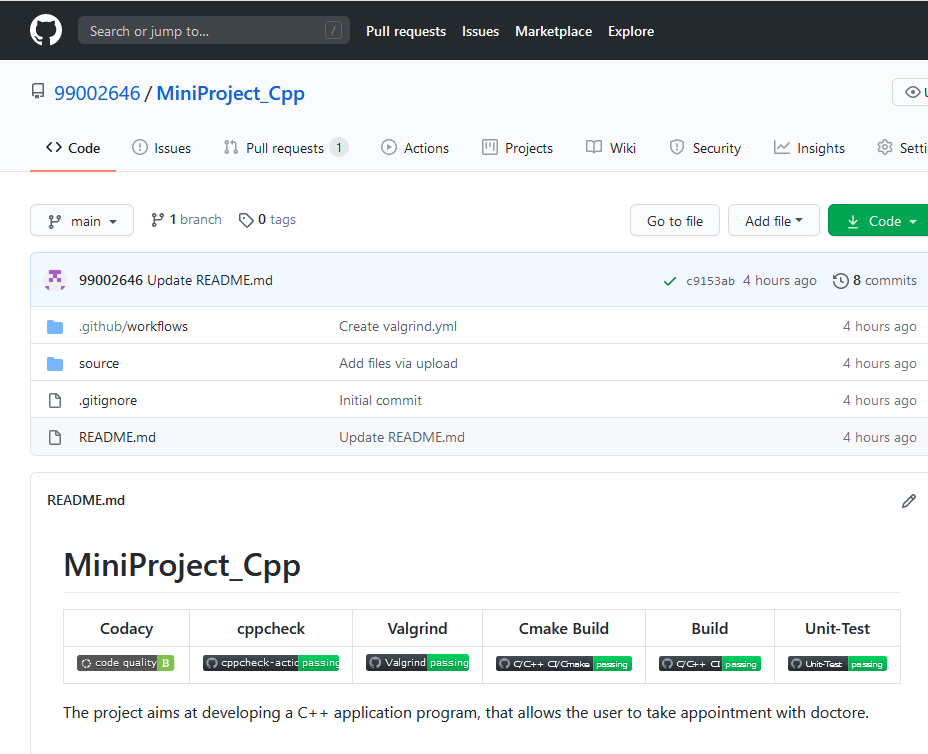 Search or jump to... / Pull requests Issues Marketplace Explore
99002646 / MiniProject_Cpp
Code Issues Pull requests 1 Actions Projects Wiki Security Insights Setti
main 1 branch 0 tags Go to file Add file Code
99002646 Update README.md c9153ab 4 hours ago 8 commits
.github/workflows Create valgrind.yml 4 hours ago
source Add files via upload 4 hours ago
.gitignore Initial commit 4 hours ago
README.md Update README.md 4 hours ago
README.md
MiniProject_Cpp
Codacy cppcheck Valgrind Cmake Build Build Unit-Test
code quality B cppcheck-actic passing Valgrind passing C/C++ CI/Cmake passing C/C++ CI passing Unit-Test passing
The project aims at developing a C++ application program, that allows the user to take appointment with doctore.